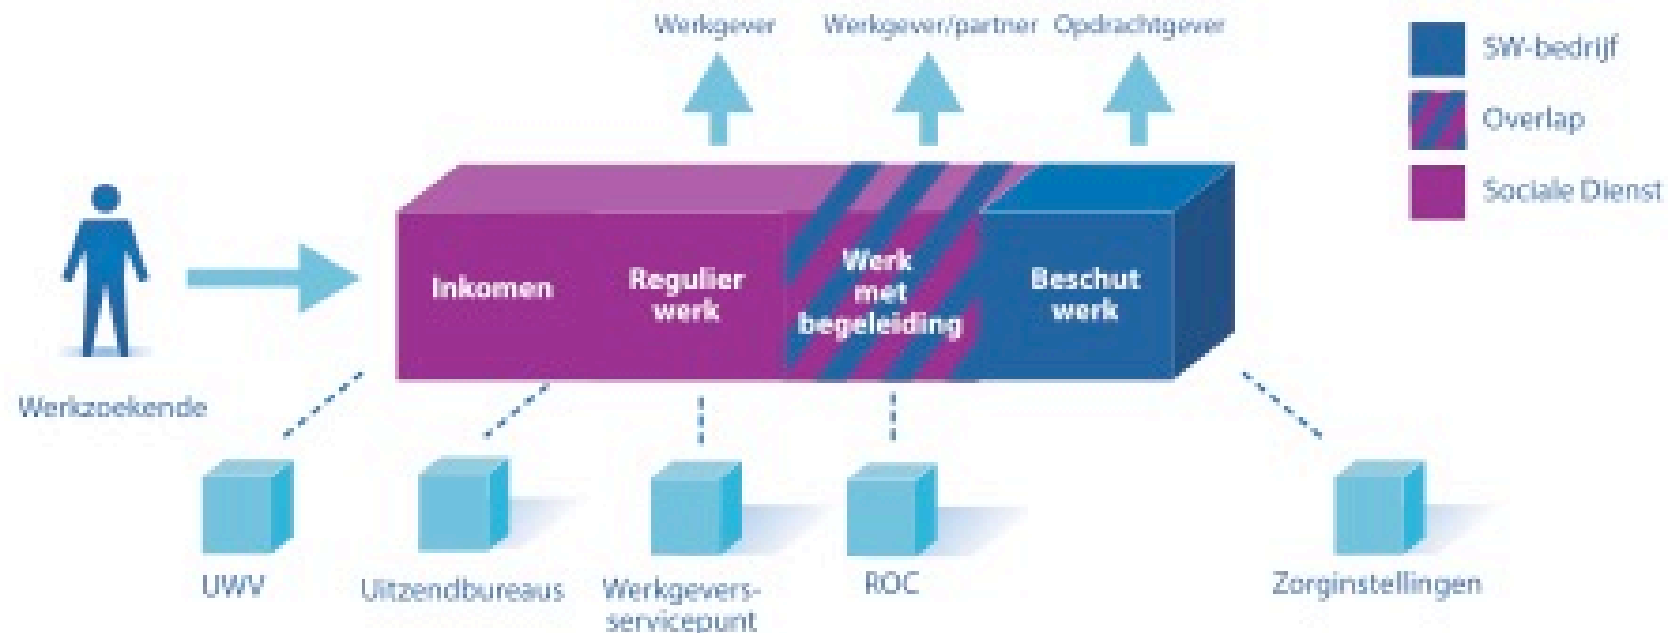 Werkgever
Werkgever/partner
Opdrachtgever
SW-bedrijf
Overlap
Sociale Dienst
Inkomen
Regulier
werk
Werk
met
begeleiding
Beschut
werk
Werkzoekende
UWV
Uitzendbureaus
Werkgevers-
servicepunt
ROC
Zorginstellingen